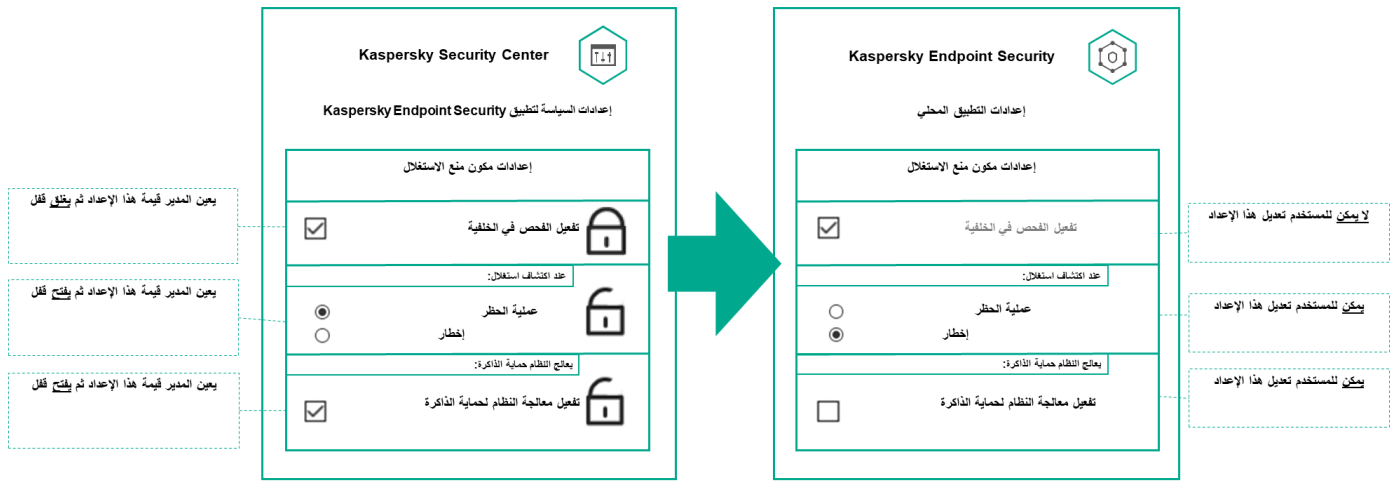 Kaspersky Security Center
إعدادات السياسة لتطبيق Kaspersky Endpoint Security
إعدادات مكون منع الاستغلال
تفعيل الفحص في الخلفية
عند اكتشاف استغلال:
عملية الحظر
إخطار
يعالج النظام حماية الذاكرة:
تفعيل معالجة النظام لحماية الذاكرة
يعين المدير قيمة هذا الإعداد ثم يغلق قفل
يعين المدير قيمة هذا الإعداد ثم يفتح قفل
يعين المدير قيمة هذا الإعداد ثم يفتح قفل
Kaspersky Endpoint Security
إعدادات التطبيق المحلي
إعدادات مكون منع الاستغلال
تفعيل الفحص في الخلفية
عند اكتشاف استغلال:
عملية الحظر
إخطار
يعالج النظام حماية الذاكرة:
تفعيل معالجة النظام لحماية الذاكرة
لا يمكن للمستخدم تعديل هذا الإعداد
يمكن للمستخدم تعديل هذا الإعداد
يمكن للمستخدم تعديل هذا الإعداد